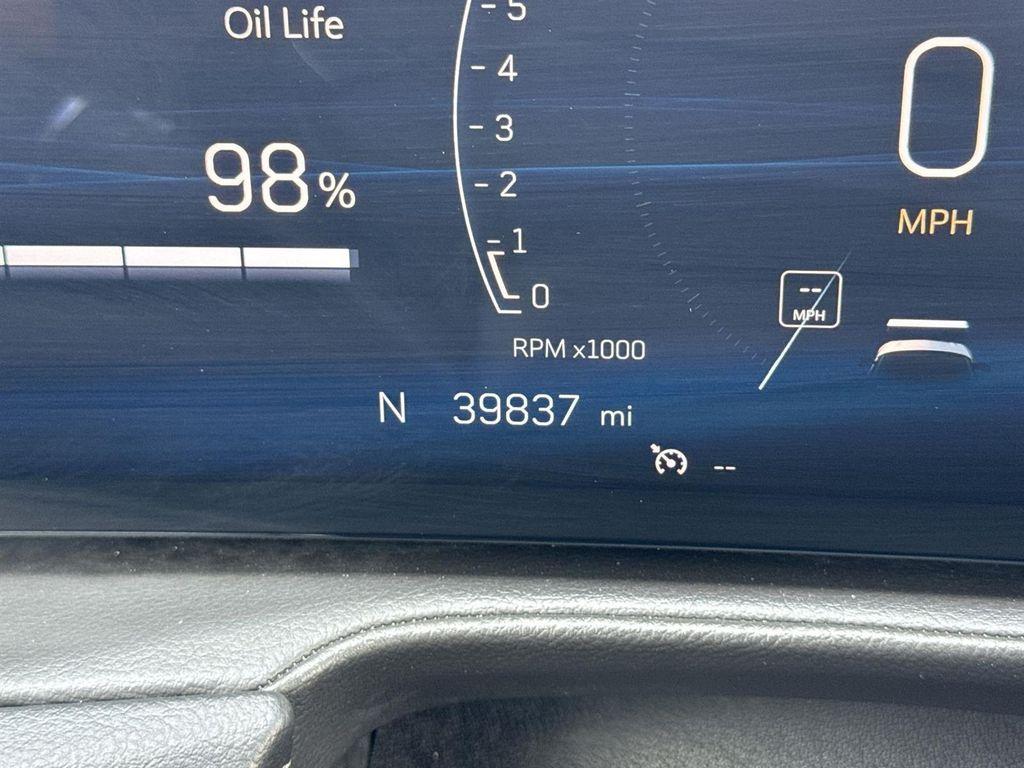 Oil Life
98%
5
4
3
2
1
0
RPM x1000
0
MPH
--
MPH
N 39837 mi
--